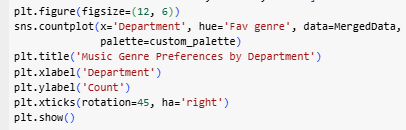 plt.figure(figsize=(12, 6))
sns.countplot(x='Department', hue='Fav genre', data=MergedData,
              palette=custom_palette)
plt.title('Music Genre Preferences by Department')
plt.xlabel('Department')
plt.ylabel('Count')
plt.xticks(rotation=45, ha='right')
plt.show()